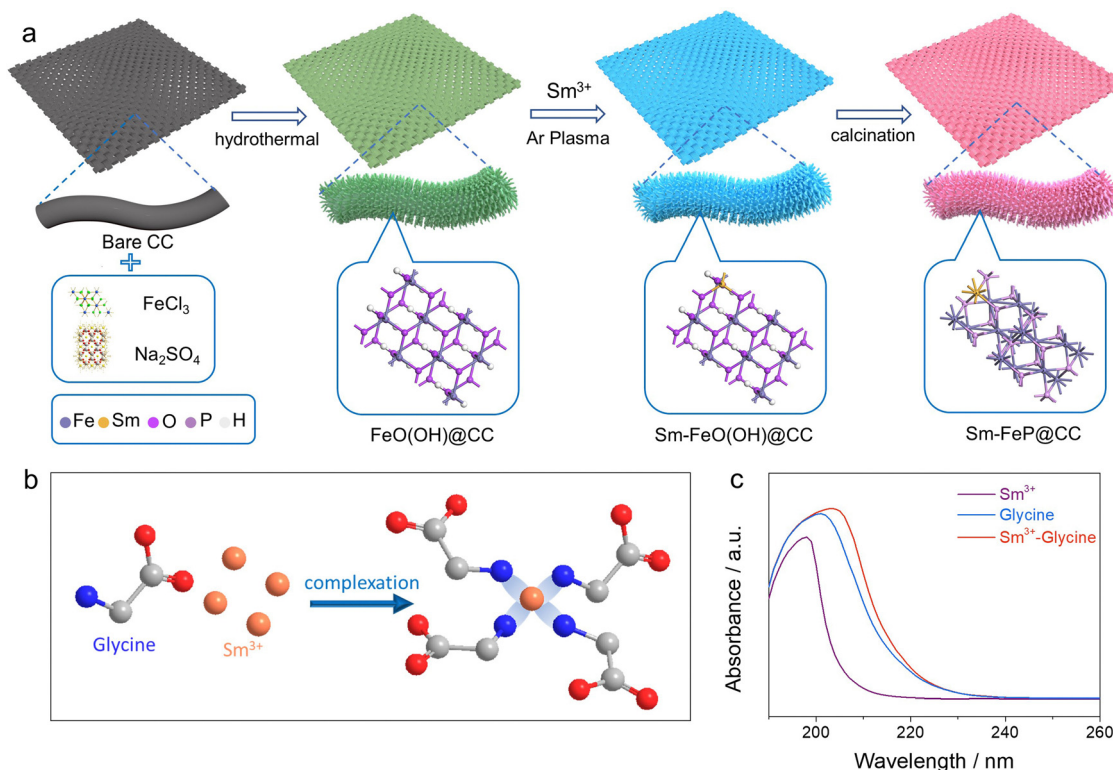 a
hydrothermal
Sm³⁺
Ar Plasma
calcination
Bare CC
FeCl₃
Na₂SO₄
Fe Sm O P H
FeO(OH)@CC
Sm-FeO(OH)@CC
Sm-FeP@CC
b
Glycine
Sm³⁺
complexation
c
Sm³⁺
Glycine
Sm³⁺-Glycine
Absorbance / a.u.
200 220 240 260
Wavelength / nm